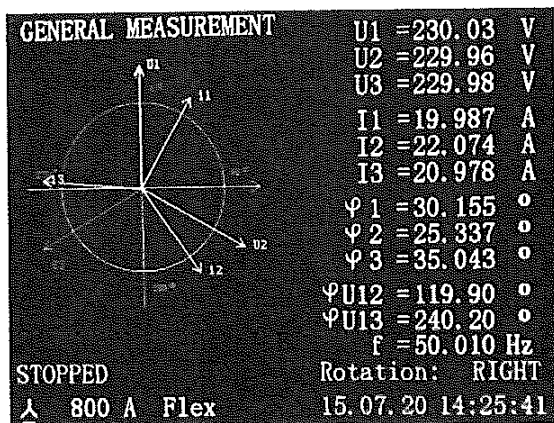 GENERAL MEASUREMENT
U1 =230.03 V
U2 =229.96 V
U3 =229.98 V
I1 =19.987 A
I2 =22.074 A
I3 =20.978 A
φ1 =30.155 °
φ2 =25.337 °
φ3 =35.043 °
φU12 =119.90 °
φU13 =240.20 °
f =50.010 Hz
U1
i1
i3
U2
i2
STOPPED
Rotation: RIGHT
800 A Flex
15.07.20 14:25:41